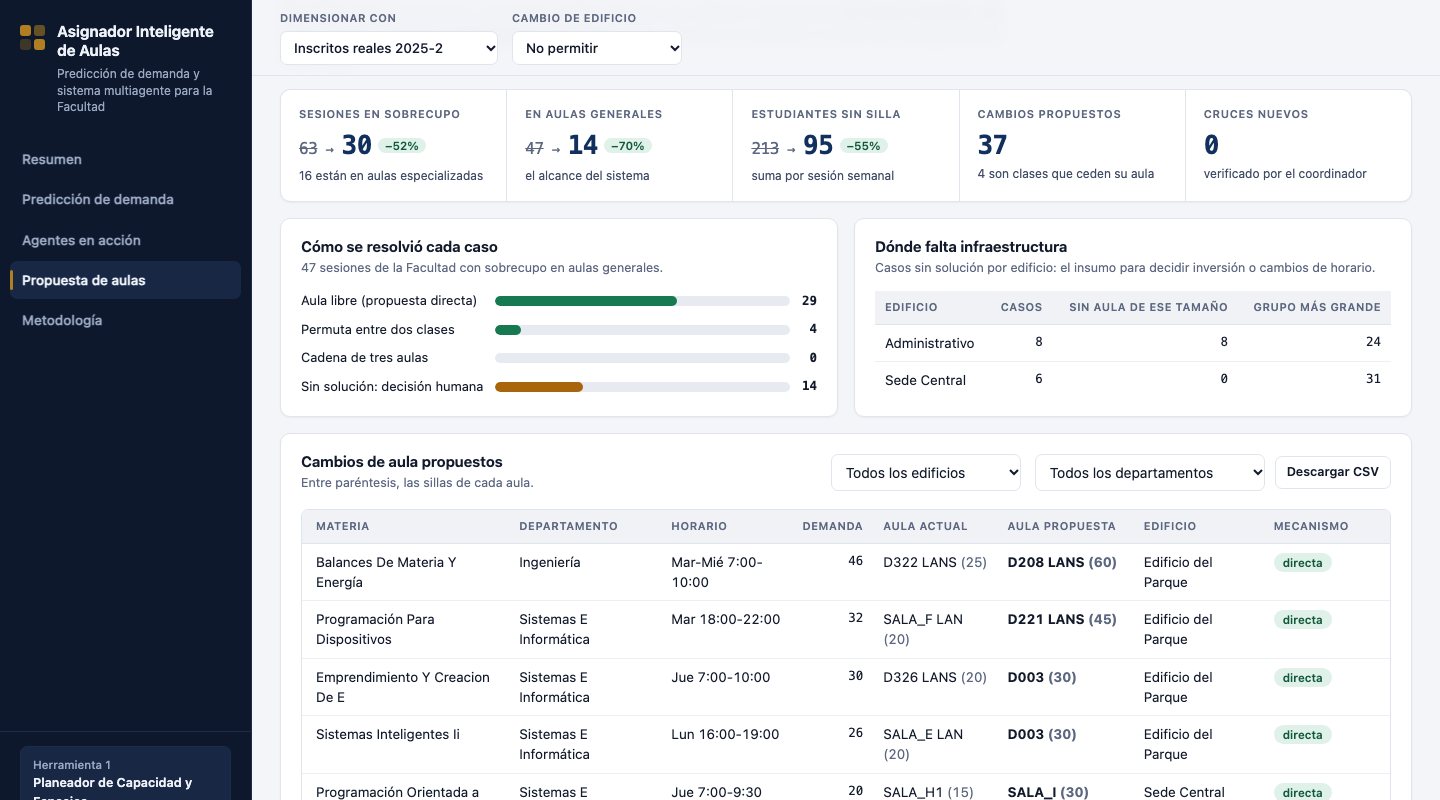 Asignador Inteligente
de Aulas
Predicción de demanda y
sistema multiagente para la
Facultad
Resumen
Predicción de demanda
Agentes en acción
Propuesta de aulas
Metodología
Herramienta 1
Planeador de Capacidad y
Espacios
DIMENSIONAR CON
Inscritos reales 2025-2
CAMBIO DE EDIFICIO
No permitir
SESIONES EN SOBRECUPO
63 → 30 −52%
16 están en aulas especializadas
EN AULAS GENERALES
47 → 14 −70%
el alcance del sistema
ESTUDIANTES SIN SILLA
213 → 95 −55%
suma por sesión semanal
CAMBIOS PROPUESTOS
37
4 son clases que ceden su aula
CRUCES NUEVOS
0
verificado por el coordinador
Cómo se resolvió cada caso
47 sesiones de la Facultad con sobrecupo en aulas generales.
Aula libre (propuesta directa) 29
Permuta entre dos clases 4
Cadena de tres aulas 0
Sin solución: decisión humana 14
Dónde falta infraestructura
Casos sin solución por edificio: el insumo para decidir inversión o cambios de horario.
EDIFICIO CASOS SIN AULA DE ESE TAMAÑO GRUPO MÁS GRANDE
Administrativo 8 8 24
Sede Central 6 0 31
Cambios de aula propuestos
Entre paréntesis, las sillas de cada aula.
Todos los edificios
Todos los departamentos
Descargar CSV
MATERIA DEPARTAMENTO HORARIO DEMANDA AULA ACTUAL AULA PROPUESTA EDIFICIO MECANISMO
Balances De Materia Y Ingeniería Mar-Mié 7:00- 46 D322 LANS (25) D208 LANS (60) Edificio del directa
Energía 10:00 Parque
Programación Para Sistemas E Mar 18:00-22:00 32 SALA_F LAN D221 LANS (45) Edificio del directa
Dispositivos Informática (20) Parque
Emprendimiento Y Creacion Sistemas E Jue 7:00-10:00 30 D326 LANS (20) D003 (30) Edificio del directa
De E Informática Parque
Sistemas Inteligentes Ii Sistemas E Lun 16:00-19:00 26 SALA_E LAN D003 (30) Edificio del directa
Informática (20) Parque
Programación Orientada a Sistemas E Jue 7:00-9:30 20 SALA_H1 (15) SALA_I (30) Sede Central directa